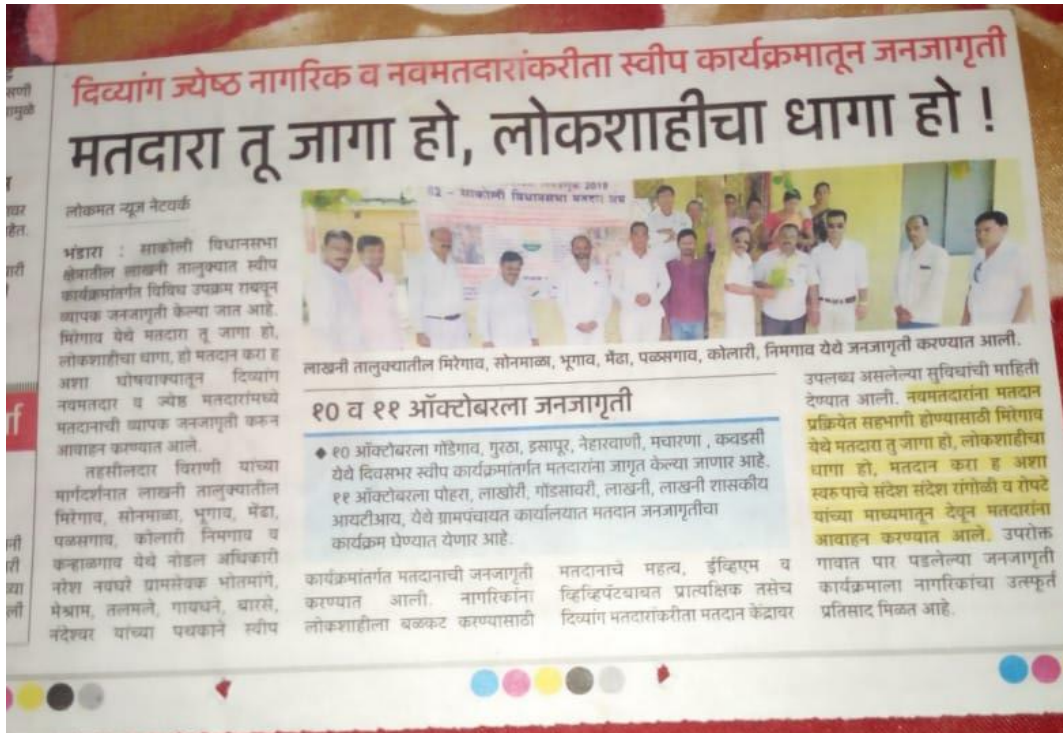 दिव्यांग ज्येष्ठ नागरिक व नवमतदारांकरीता स्वीप कार्यक्रमातून जनजागृती
मतदारा तू जागा हो, लोकशाहीचा धागा हो !
लोकमत न्यूज नेटवर्क
भंडारा : साकोली विधानसभा
क्षेत्रातील लाखनी तालुक्यात स्वीप
कार्यक्रमांतर्गत विविध उपक्रम राबवून
व्यापक जनजागृती केल्या जात आहे.
मिरेगाव येथे मतदारा तू जागा हो,
लोकशाहीचा धागा, हो मतदान करा ह
अशा घोषवाक्यातून दिव्यांग
नवमतदार व ज्येष्ठ मतदारांमध्ये
मतदानाची व्यापक जनजागृती करून
आवाहन करण्यात आले.
तहसीलदार विराणी यांच्या
मार्गदर्शनात लाखनी तालुक्यातील
मिरेगाव, सोनमाळा, भूगाव, मेंढा,
पळसगाव, कोलारी निमगाव व
कन्हाळगाव येथे नोडल अधिकारी
नरेश नवघरे ग्रामसेवक भोतमांगे,
मेश्राम, तलमले, गायधने, बारसे,
नंदेश्वर यांच्या पथकाने स्वीप
2019
62 - साकोली विधानसभा मतदार संघ
लाखनी तालुक्यातील मिरेगाव, सोनमाळा, भूगाव, मेंढा, पळसगाव, कोलारी, निमगाव येथे जनजागृती करण्यात आली.
१० व ११ ऑक्टोबरला जनजागृती
◆ १० ऑक्टोबरला गोंडेगाव, गुरठा, इसापूर, नेहारवाणी, मचारणा , कवडसी
येथे दिवसभर स्वीप कार्यक्रमांतर्गत मतदारांना जागृत केल्या जाणार आहे.
११ ऑक्टोबरला पोहरा, लाखोरी, गोंडसावरी, लाखनी, लाखनी शासकीय
आयटीआय, येथे ग्रामपंचायत कार्यालयात मतदान जनजागृतीचा
कार्यक्रम घेण्यात येणार आहे.
कार्यक्रमांतर्गत मतदानाची जनजागृती
करण्यात आली. नागरिकांना
लोकशाहीला बळकट करण्यासाठी
मतदानाचे महत्व, ईव्हिएम व
व्हिव्हिपॅटबाबत प्रात्यक्षिक तसेच
दिव्यांग मतदारांकरीता मतदान केंद्रावर
उपलब्ध असलेल्या सुविधांची माहिती
देण्यात आली. नवमतदारांना मतदान
प्रक्रियेत सहभागी होण्यासाठी मिरेगाव
येथे मतदारा तु जागा हो, लोकशाहीचा
धागा हो, मतदान करा ह अशा
स्वरुपाचे संदेश संदेश रांगोळी व रोपटे
यांच्या माध्यमातून देवून मतदारांना
आवाहन करण्यात आले. उपरोक्त
गावात पार पडलेल्या जनजागृती
कार्यक्रमाला नागरिकांचा उत्स्फूर्त
प्रतिसाद मिळत आहे.